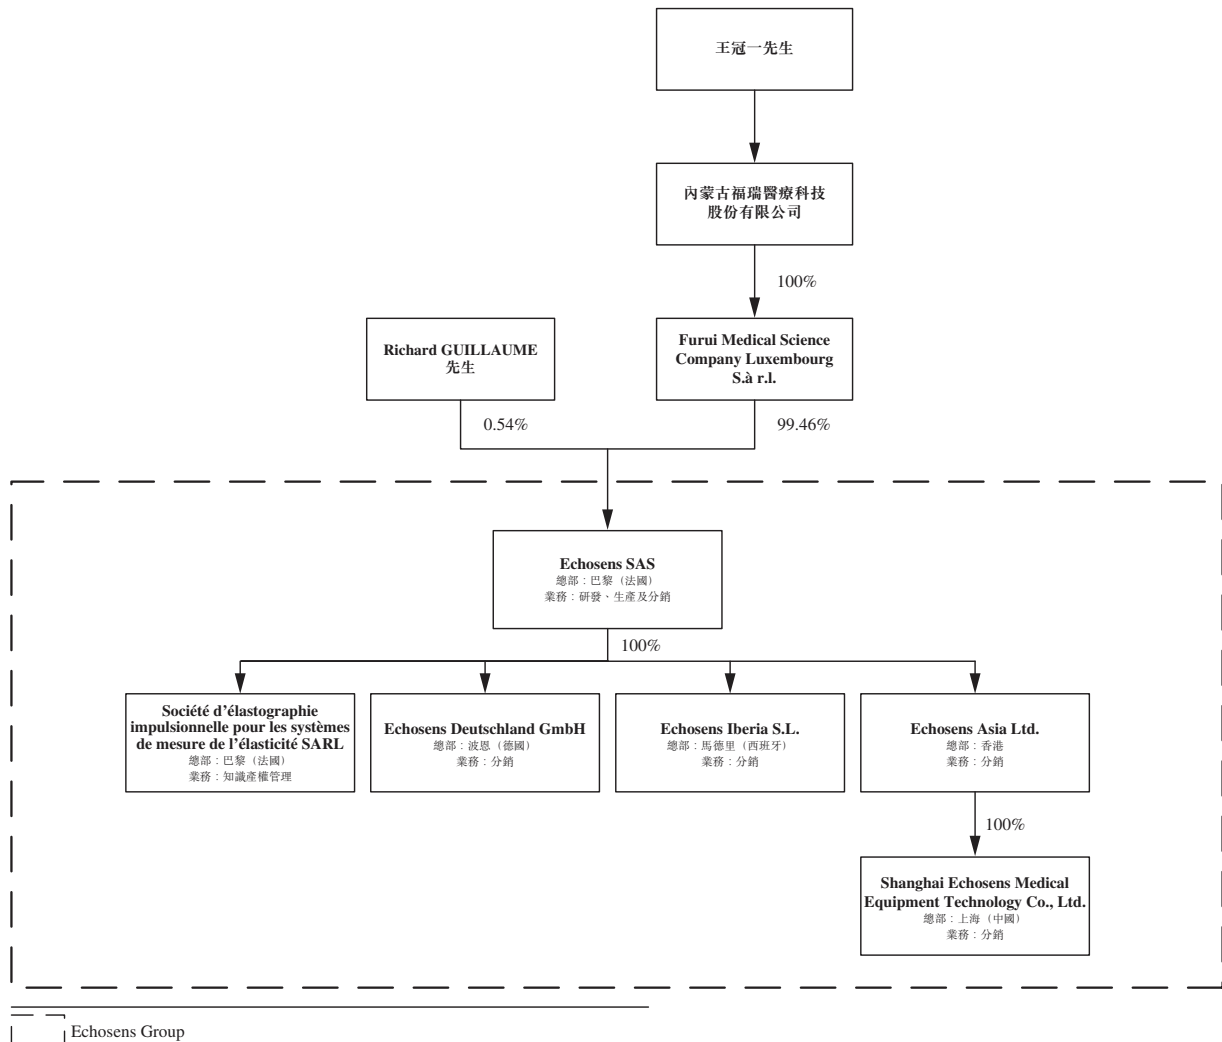 王冠一先生
內蒙古福瑞醫療科技
股份有限公司
100%
Richard GUILLAUME
先生
Furui Medical Science
Company Luxembourg
S.à r.l.
0.54%
99.46%
Echosens SAS
總部：巴黎（法國）
業務：研發、生產及分銷
100%
Société d’élastographie
impulsionnelle pour les systèmes
de mesure de l’élasticité SARL
總部：巴黎（法國）
業務：知識產權管理
Echosens Deutschland GmbH
總部：波恩（德國）
業務：分銷
Echosens Iberia S.L.
總部：馬德里（西班牙）
業務：分銷
Echosens Asia Ltd.
總部：香港
業務：分銷
100%
Shanghai Echosens Medical
Equipment Technology Co., Ltd.
總部：上海（中國）
業務：分銷
Echosens Group